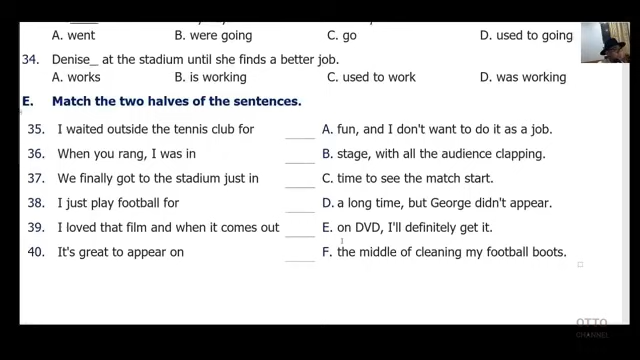 A. went B. were going C. go D. used to going
34. Denise_ at the stadium until she finds a better job.
A. works B. is working C. used to work D. was working
E. Match the two halves of the sentences.
35. I waited outside the tennis club for ____ A. fun, and I don't want to do it as a job.
36. When you rang, I was in ____ B. stage, with all the audience clapping.
37. We finally got to the stadium just in ____ C. time to see the match start.
38. I just play football for ____ D. a long time, but George didn't appear.
39. I loved that film and when it comes out ____ E. on DVD, I'll definitely get it.
40. It's great to appear on ____ F. the middle of cleaning my football boots.
OTTO
CHANNEL